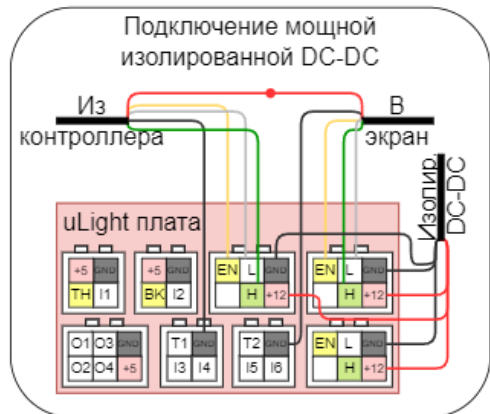 Подключение мощной
изолированной DC-DC
Из
контроллера
В
экран
Изолир.
DC-DC
uLight плата
+5 GND
TH I1
+5 GND
BK I2
EN L GND
H +12
EN L GND
H +12
O1 O3 GND
O2 O4 +5
T1 GND
I3 I4
T2 GND
I5 I6
EN L GND
H +12